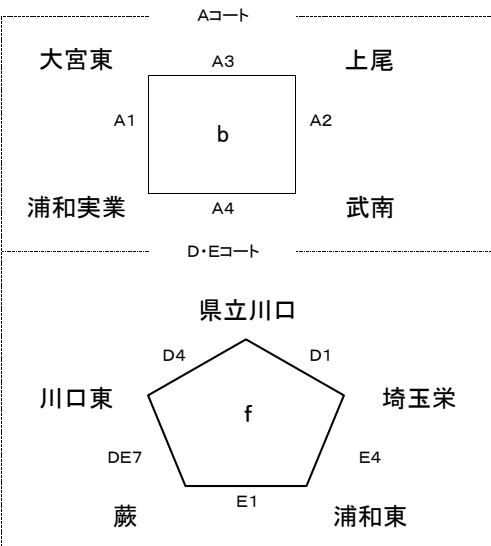 Aコート
大宮東 A3 上尾
A1 b A2
浦和実業 A4 武南
D・Eコート
県立川口
D4 D1
川口東 f 埼玉栄
DE7 E4
E1
蕨 浦和東